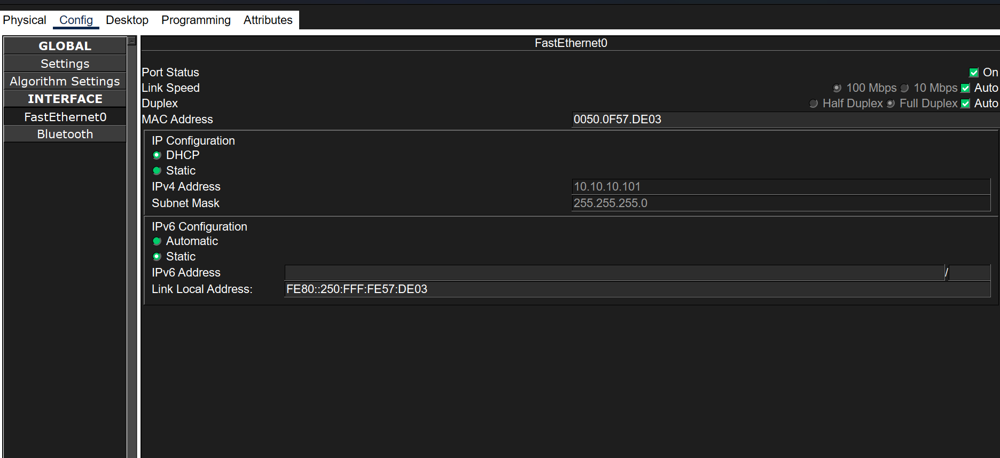 Physical Config Desktop Programming Attributes
GLOBAL
Settings
Algorithm Settings
INTERFACE
FastEthernet0
Bluetooth
FastEthernet0
Port Status On
Link Speed 100 Mbps 10 Mbps Auto
Duplex Half Duplex Full Duplex Auto
MAC Address 0050.0F57.DE03
IP Configuration
DHCP
Static
IPv4 Address 10.10.10.101
Subnet Mask 255.255.255.0
IPv6 Configuration
Automatic
Static
IPv6 Address /
Link Local Address: FE80::250:FFF:FE57:DE03